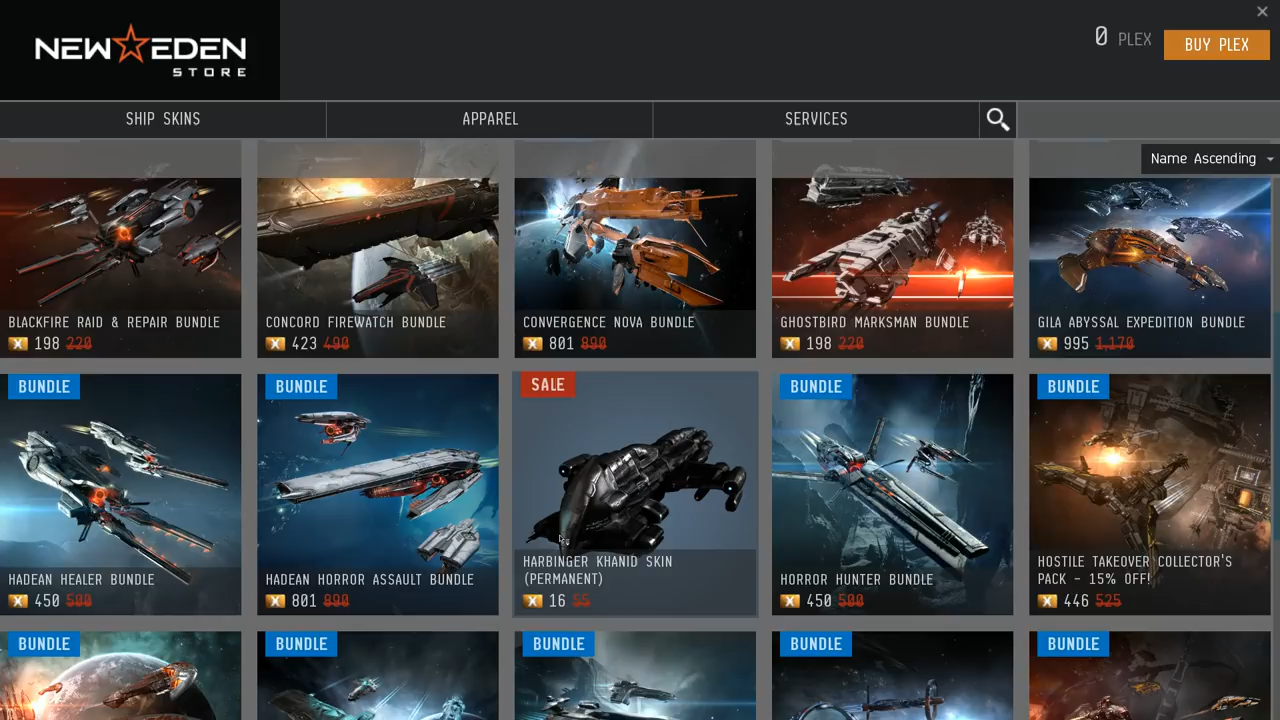 NEW EDEN
STORE
0 PLEX
BUY PLEX
SHIP SKINS
APPAREL
SERVICES
Name Ascending
BLACKFIRE RAID & REPAIR BUNDLE
198 220
CONCORD FIREWATCH BUNDLE
423 490
CONVERGENCE NOVA BUNDLE
801 890
GHOSTBIRD MARKSMAN BUNDLE
198 220
GILA ABYSSAL EXPEDITION BUNDLE
995 1,170
BUNDLE
HADEAN HEALER BUNDLE
450 500
BUNDLE
HADEAN HORROR ASSAULT BUNDLE
801 890
SALE
HARBINGER KHANID SKIN
(PERMANENT)
16 55
BUNDLE
HORROR HUNTER BUNDLE
450 500
BUNDLE
HOSTILE TAKEOVER COLLECTOR'S
PACK - 15% OFF!
446 525
BUNDLE
BUNDLE
BUNDLE
BUNDLE
BUNDLE